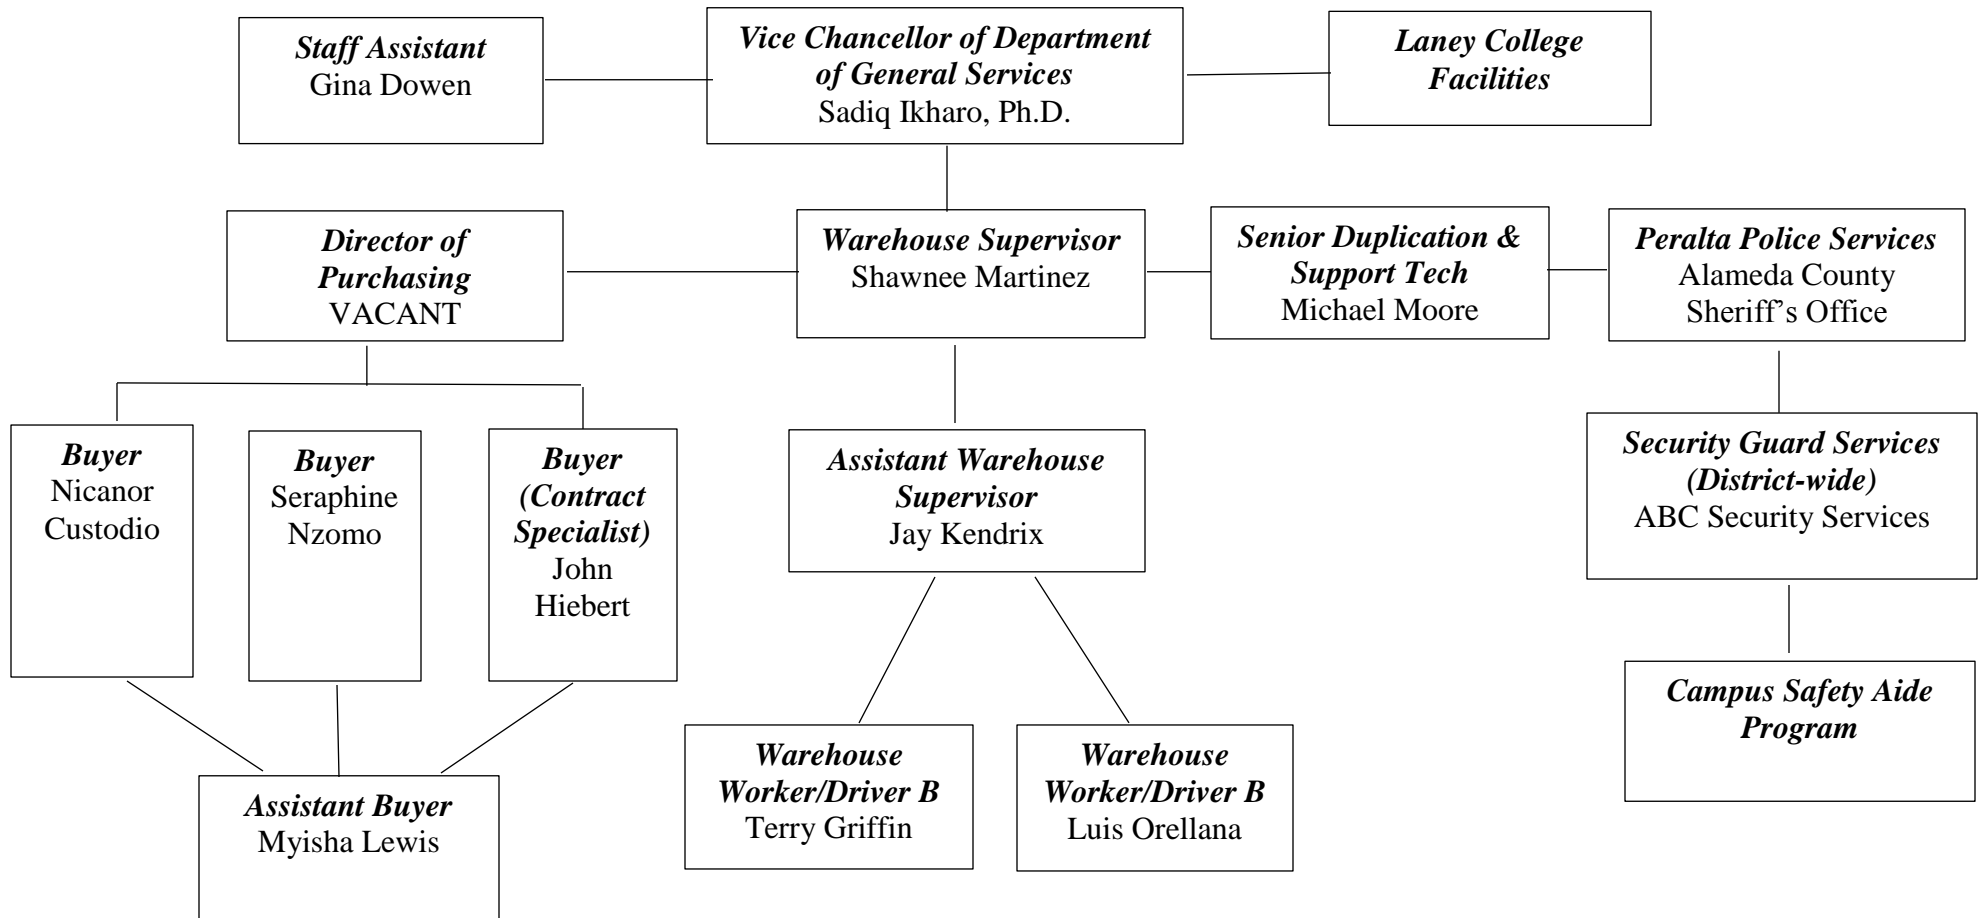 Staff Assistant
Gina Dowen
Vice Chancellor of Department
of General Services
Sadiq Ikharo, Ph.D.
Laney College
Facilities
Director of
Purchasing
VACANT
Warehouse Supervisor
Shawnee Martinez
Senior Duplication &
Support Tech
Michael Moore
Peralta Police Services
Alameda County
Sheriff’s Office
Buyer
Nicanor
Custodio
Buyer
Seraphine
Nzomo
Buyer
(Contract
Specialist)
John
Hiebert
Assistant Warehouse
Supervisor
Jay Kendrix
Security Guard Services
(District-wide)
ABC Security Services
Assistant Buyer
Myisha Lewis
Warehouse
Worker/Driver B
Terry Griffin
Warehouse
Worker/Driver B
Luis Orellana
Campus Safety Aide
Program